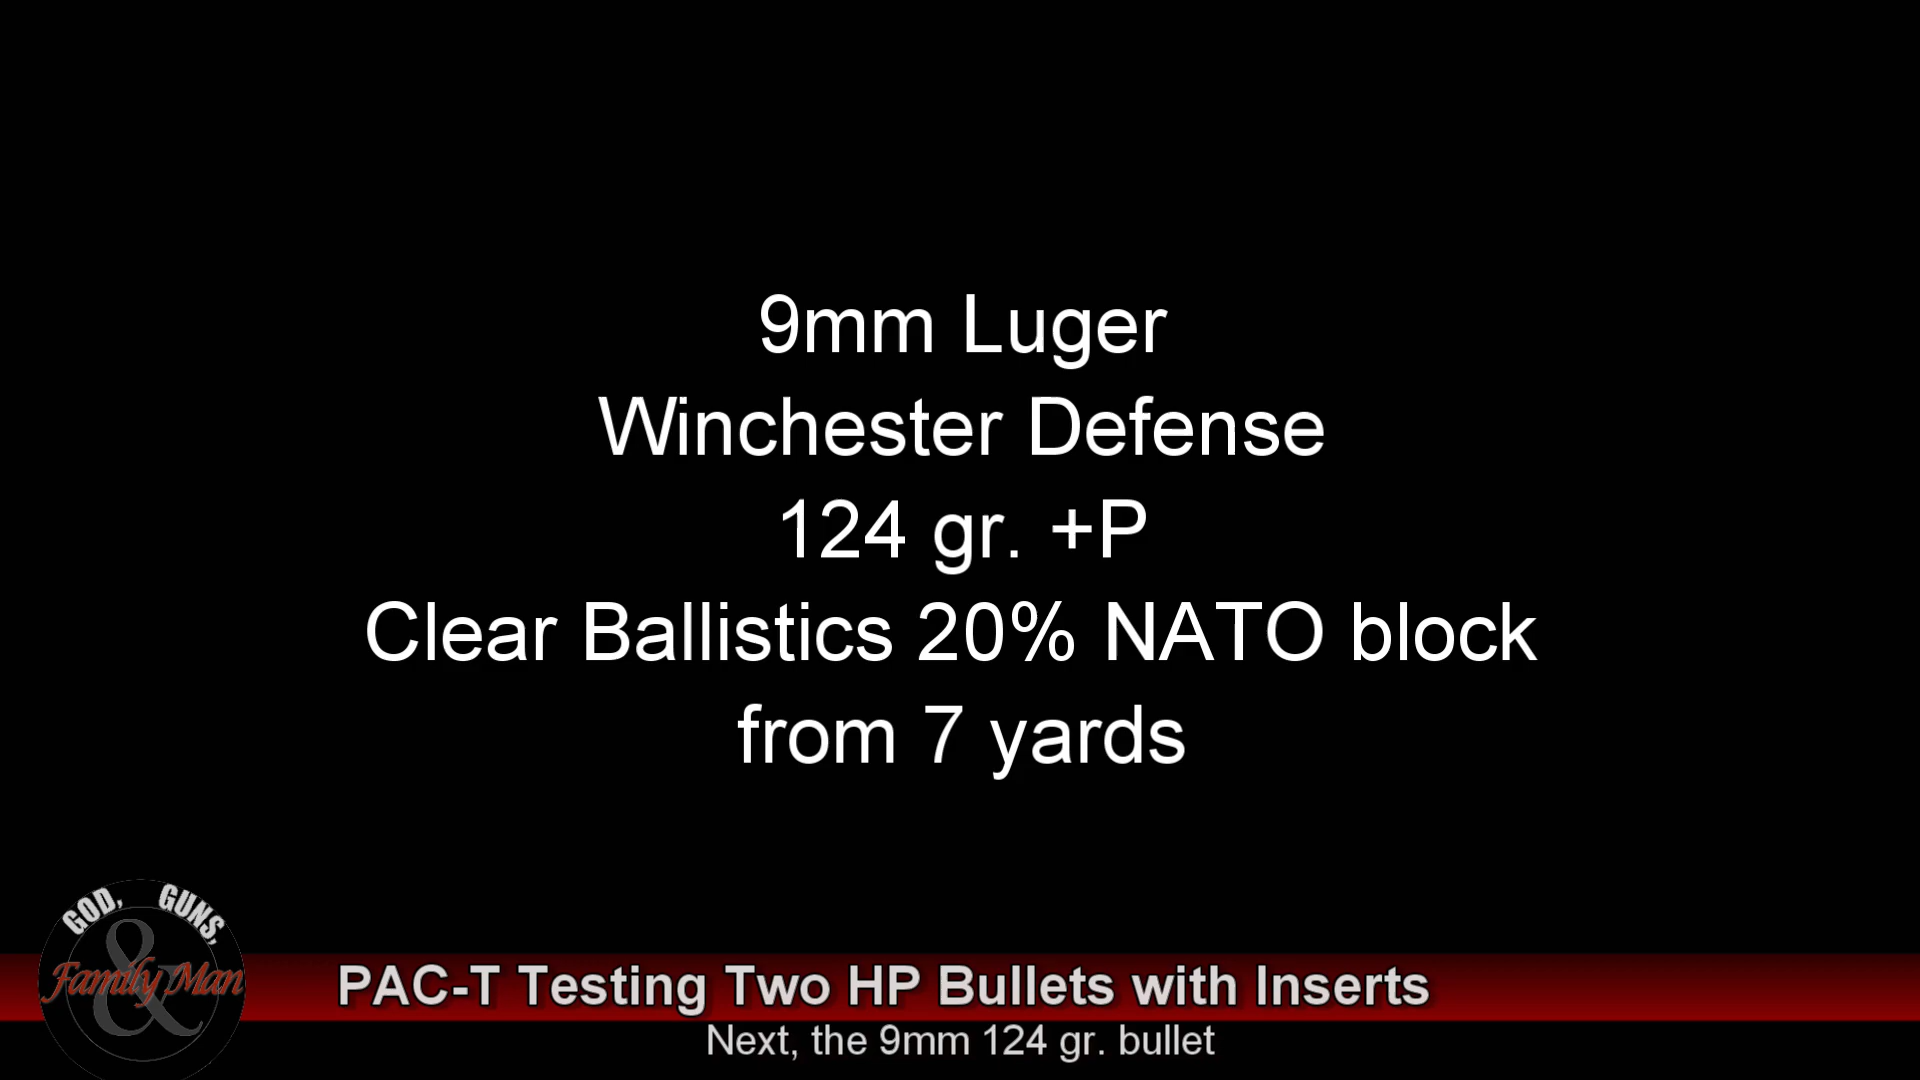 9mm Luger
Winchester Defense
124 gr. +P
Clear Ballistics 20% NATO block
from 7 yards
GOD, GUNS,
& Family Man
PAC-T Testing Two HP Bullets with Inserts
Next, the 9mm 124 gr. bullet